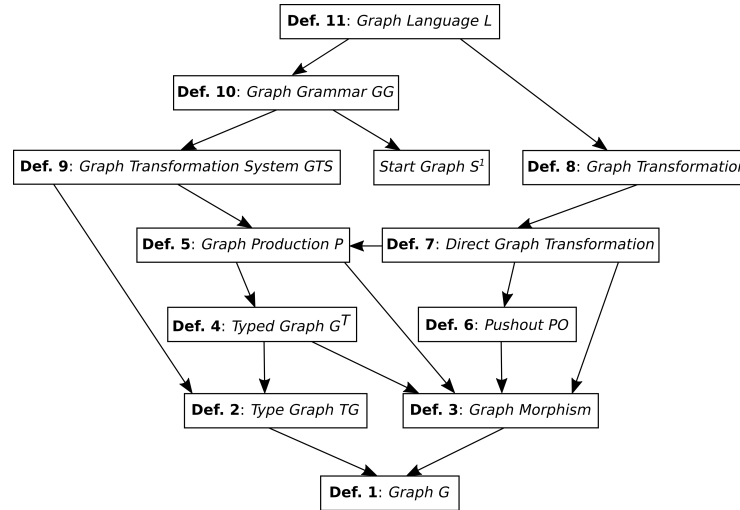 Def. 11: Graph Language L
Def. 10: Graph Grammar GG
Def. 9: Graph Transformation System GTS
Start Graph S¹
Def. 8: Graph Transformation
Def. 5: Graph Production P
Def. 7: Direct Graph Transformation
Def. 4: Typed Graph Gᵀ
Def. 6: Pushout PO
Def. 2: Type Graph TG
Def. 3: Graph Morphism
Def. 1: Graph G